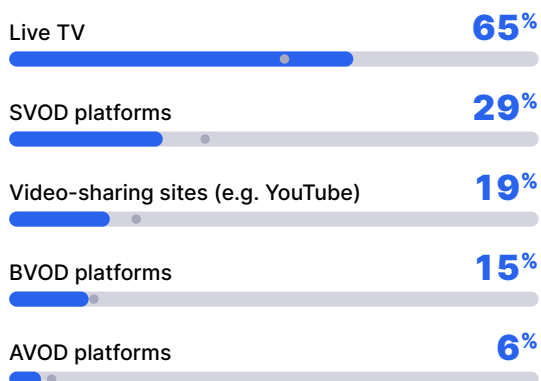 Live TV 65%
SVOD platforms 29%
Video-sharing sites (e.g. YouTube) 19%
BVOD platforms 15%
AVOD platforms 6%